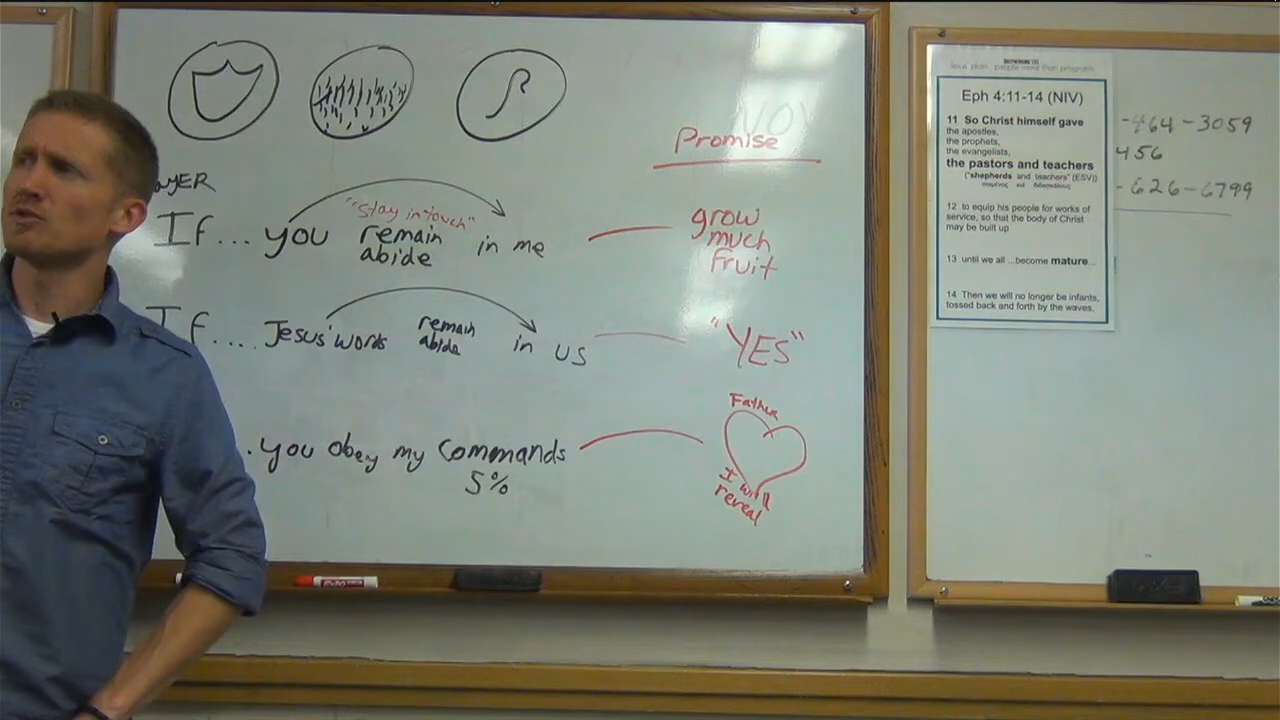 Promise
If... you remain in me
"Stay in touch"
abide
grow
much
fruit
If.... Jesus' words remain in us
abide
"YES"
. you obey my commands
5%
Father
I will
reveal
Eph 4:11-14 (NIV)
11 So Christ himself gave
the apostles,
the prophets,
the evangelists,
the pastors and teachers
("shepherds and teachers" (ESV))
12 to equip his people for works of
service, so that the body of Christ
may be built up
13 until we all ...become mature...
14 Then we will no longer be infants,
tossed back and forth by the waves.
-464-3059
456
-626-6799